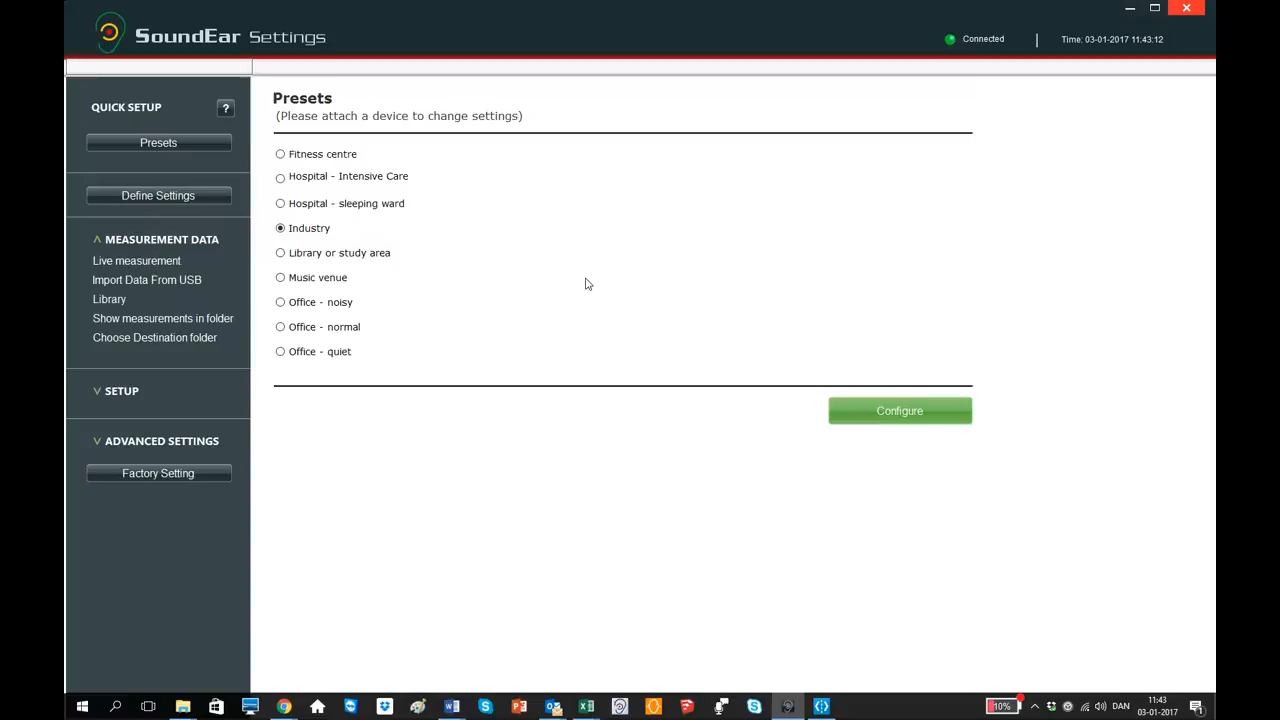 SoundEar Settings
Connected
Time: 03-01-2017 11:43:12
QUICK SETUP
?
Presets
Define Settings
MEASUREMENT DATA
Live measurement
Import Data From USB
Library
Show measurements in folder
Choose Destination folder
SETUP
ADVANCED SETTINGS
Factory Setting
Presets
(Please attach a device to change settings)
Fitness centre
Hospital - Intensive Care
Hospital - sleeping ward
Industry
Library or study area
Music venue
Office - noisy
Office - normal
Office - quiet
Configure
10%
DAN
11:43
03-01-2017